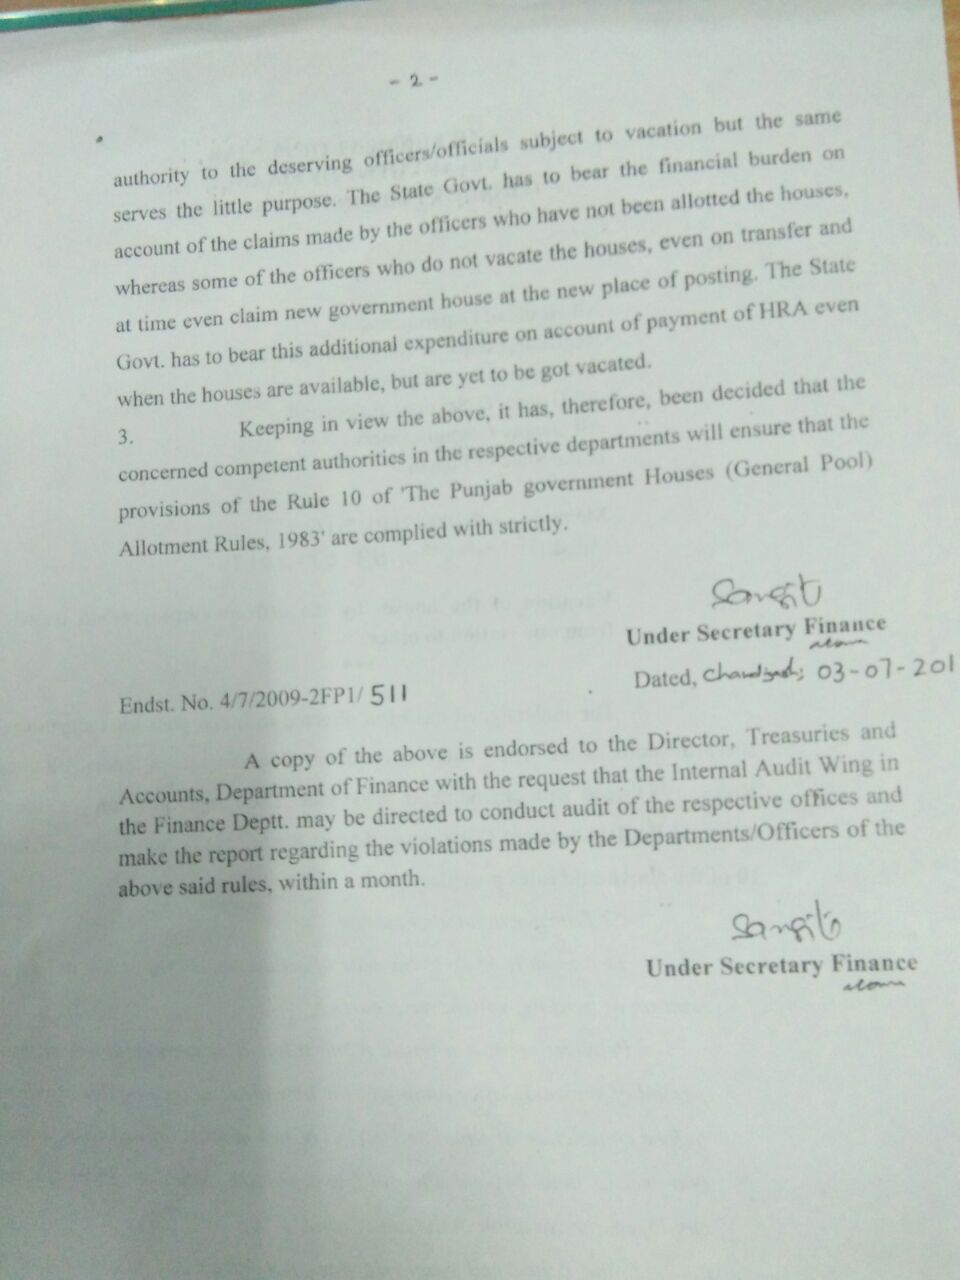 - 2 -
authority to the deserving officers/officials subject to vacation but the same
serves the little purpose. The State Govt. has to bear the financial burden on
account of the claims made by the officers who have not been allotted the houses,
whereas some of the officers who do not vacate the houses, even on transfer and
at time even claim new government house at the new place of posting. The State
Govt. has to bear this additional expenditure on account of payment of HRA even
when the houses are available, but are yet to be got vacated.
3. Keeping in view the above, it has, therefore, been decided that the
concerned competent authorities in the respective departments will ensure that the
provisions of the Rule 10 of 'The Punjab government Houses (General Pool)
Allotment Rules, 1983' are complied with strictly.
Under Secretary Finance
Endst. No. 4/7/2009-2FP1/ 511 Dated, 03-07-201
A copy of the above is endorsed to the Director, Treasuries and
Accounts, Department of Finance with the request that the Internal Audit Wing in
the Finance Deptt. may be directed to conduct audit of the respective offices and
make the report regarding the violations made by the Departments/Officers of the
above said rules, within a month.
Under Secretary Finance